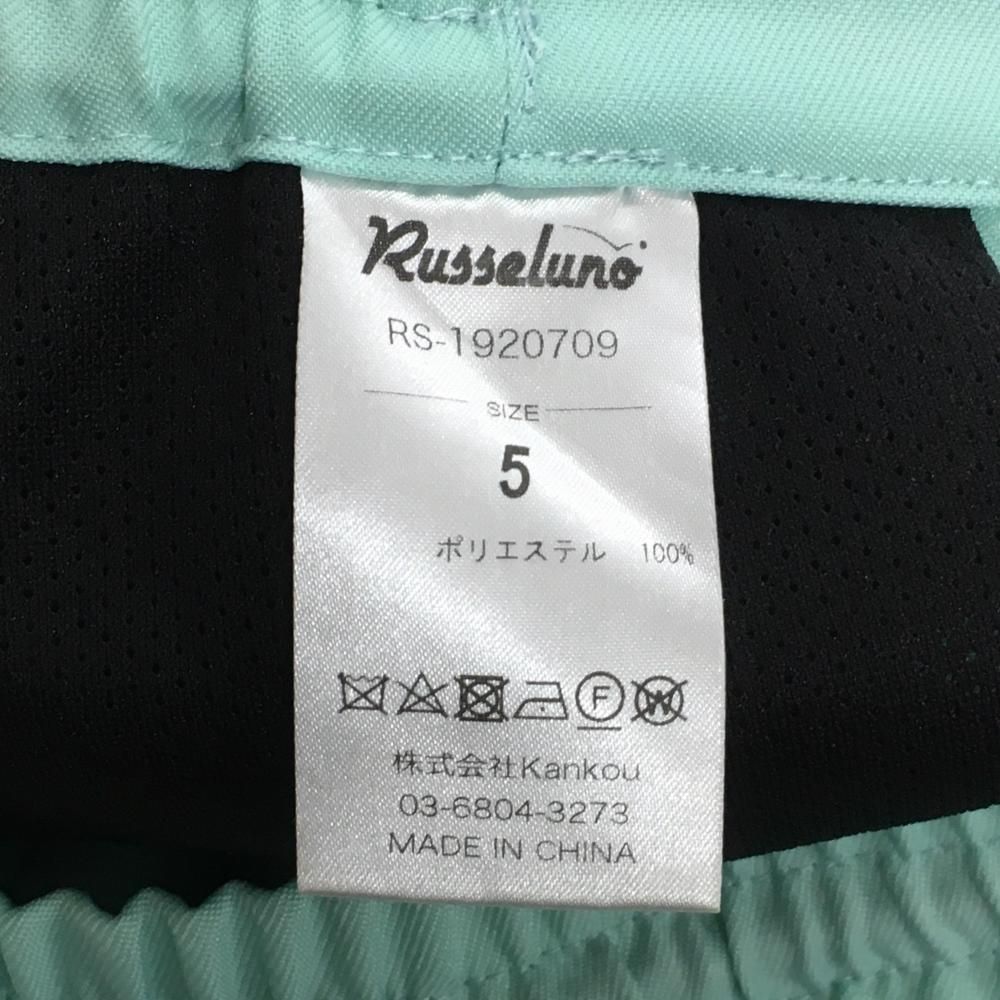 Russeluno
RS-1920709
SIZE
5
ポリエステル 100%
F W
株式会社Kankou
03-6804-3273
MADE IN CHINA